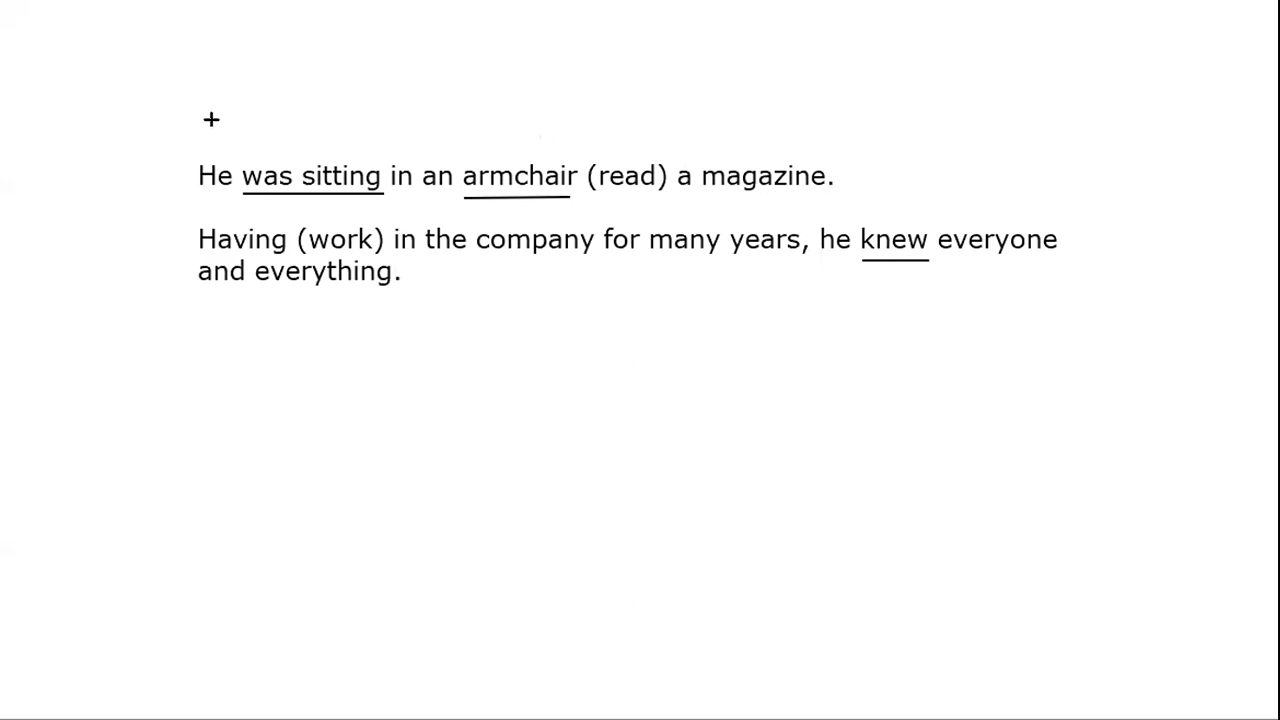 He was sitting in an armchair (read) a magazine.
Having (work) in the company for many years, he knew everyone
and everything.